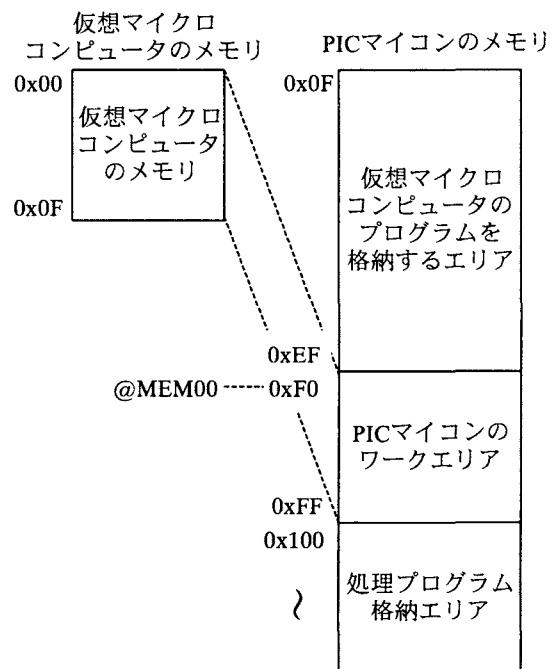 仮想マイクロ
コンピュータのメモリ
0x00
仮想マイクロ
コンピュータ
のメモリ
0x0F
PICマイコンのメモリ
0x0F
仮想マイクロ
コンピュータの
プログラムを
格納するエリア
0xEF
@MEM00
0xF0
PICマイコンの
ワークエリア
0xFF
0x100
処理プログラム
格納エリア